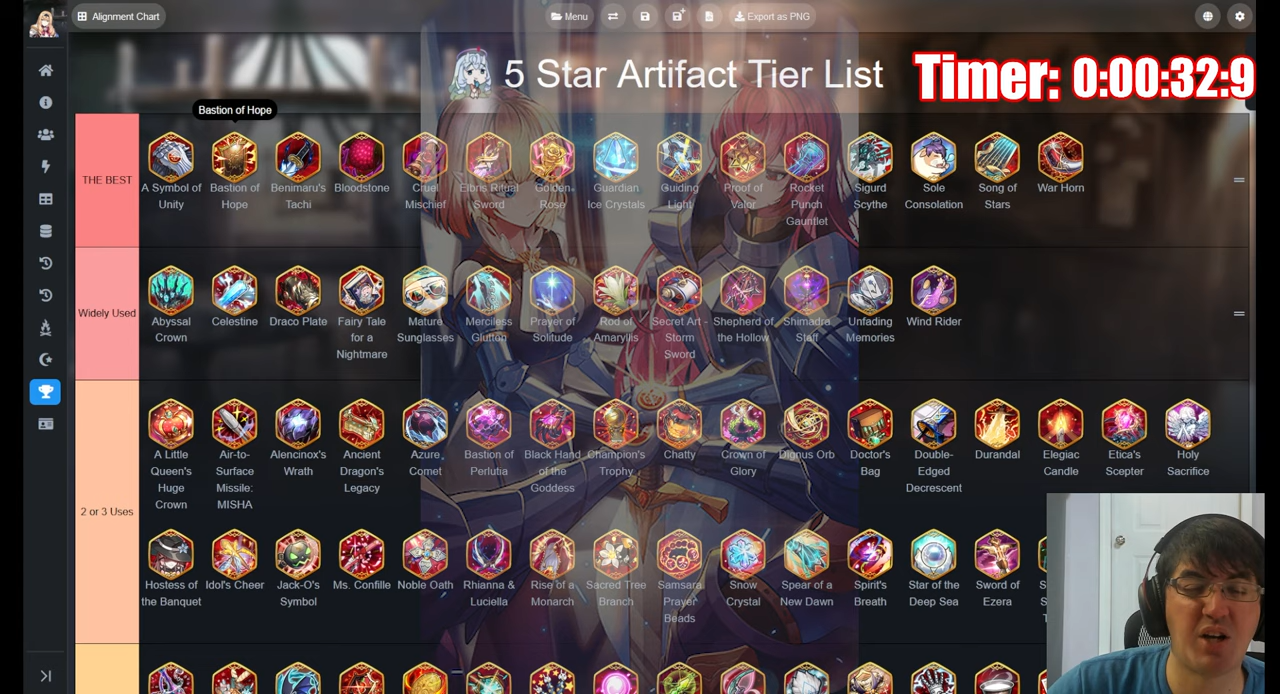 Alignment Chart
Menu
Export as PNG
5 Star Artifact Tier List
Timer: 0:00:32:9
Bastion of Hope
THE BEST
A Symbol of Unity
Bastion of Hope
Benimaru's Tachi
Bloodstone
Cruel Mischief
Elbris Ritual Sword
Golden Rose
Guardian Ice Crystals
Guiding Light
Proof of Valor
Rocket Punch Gauntlet
Sigurd Scythe
Sole Consolation
Song of Stars
War Horn
Widely Used
Abyssal Crown
Celestine
Draco Plate
Fairy Tale for a Nightmare
Mature Sunglasses
Merciless Glutton
Prayer of Solitude
Rod of Amaryllis
Secret Art - Storm Sword
Shepherd of the Hollow
Shimadra Staff
Unfading Memories
Wind Rider
2 or 3 Uses
A Little Queen's Huge Crown
Air-to-Surface Missile: MISHA
Alencinox's Wrath
Ancient Dragon's Legacy
Azure Comet
Bastion of Perlutia
Black Hand of the Goddess
Champion's Trophy
Chatty
Crown of Glory
Dignus Orb
Doctor's Bag
Double-Edged Decrescent
Durandal
Elegiac Candle
Etica's Scepter
Holy Sacrifice
Hostess of the Banquet
Idol's Cheer
Jack-O's Symbol
Ms. Confille
Noble Oath
Rhianna & Luciella
Rise of a Monarch
Sacred Tree Branch
Samsara Prayer Beads
Snow Crystal
Spear of a New Dawn
Spirit's Breath
Star of the Deep Sea
Sword of Ezera